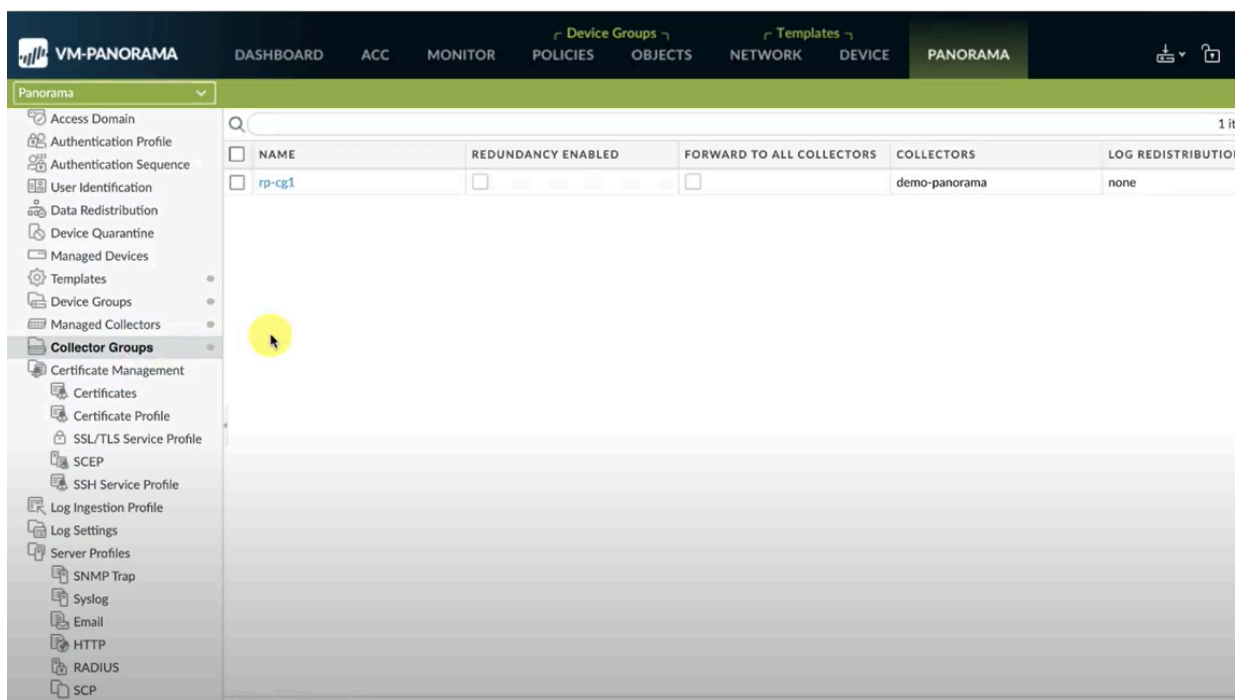 Device Groups Templates
VM-PANORAMA DASHBOARD ACC MONITOR POLICIES OBJECTS NETWORK DEVICE PANORAMA
Panorama
Access Domain
1 it
Authentication Profile
NAME REDUNDANCY ENABLED FORWARD TO ALL COLLECTORS COLLECTORS LOG REDISTRIBUTIO
Authentication Sequence
rp-cg1 demo-panorama none
User Identification
Data Redistribution
Device Quarantine
Managed Devices
Templates
Device Groups
Managed Collectors
Collector Groups
Certificate Management
Certificates
Certificate Profile
SSL/TLS Service Profile
SCEP
SSH Service Profile
Log Ingestion Profile
Log Settings
Server Profiles
SNMP Trap
Syslog
Email
HTTP
RADIUS
SCP